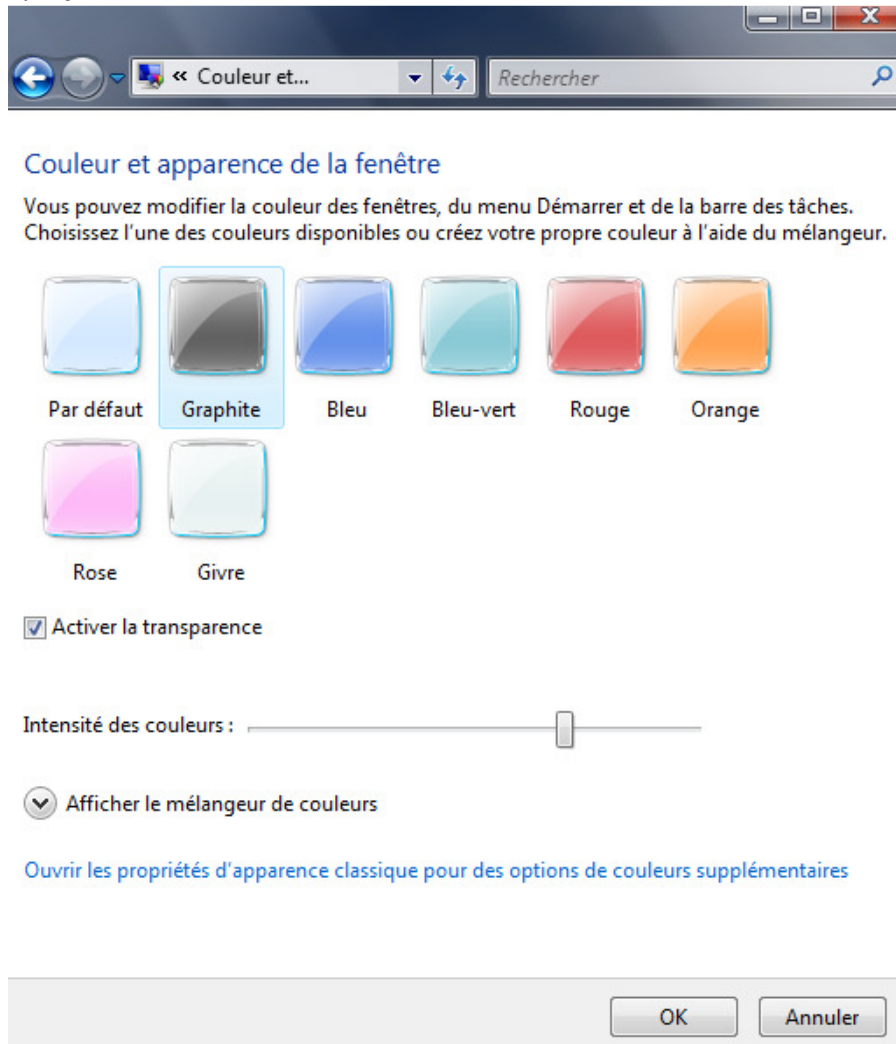 « Couleur et...
Rechercher
Couleur et apparence de la fenêtre
Vous pouvez modifier la couleur des fenêtres, du menu Démarrer et de la barre des tâches.
Choisissez l'une des couleurs disponibles ou créez votre propre couleur à l'aide du mélangeur.
Par défaut Graphite Bleu Bleu-vert Rouge Orange
Rose Givre
Activer la transparence
Intensité des couleurs :
Afficher le mélangeur de couleurs
Ouvrir les propriétés d'apparence classique pour des options de couleurs supplémentaires
OK Annuler